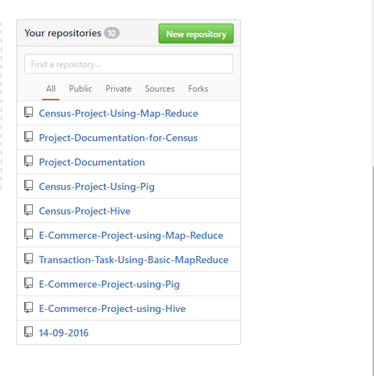 Your repositories 10
New repository
Find a repository...
All Public Private Sources Forks
Census-Project-Using-Map-Reduce
Project-Documentation-for-Census
Project-Documentation
Census-Project-Using-Pig
Census-Project-Hive
E-Commerce-Project-using-Map-Reduce
Transaction-Task-Using-Basic-MapReduce
E-Commerce-Project-using-Pig
E-Commerce-Project-using-Hive
14-09-2016